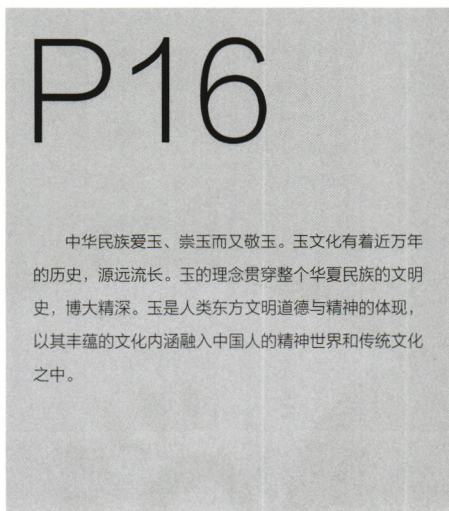 P16
中华民族爱玉、崇玉而又敬玉。玉文化有着近万年
的历史，源远流长。玉的理念贯穿整个华夏民族的文明
史，博大精深。玉是人类东方文明道德与精神的体现，
以其丰蕴的文化内涵融入中国人的精神世界和传统文化
之中。